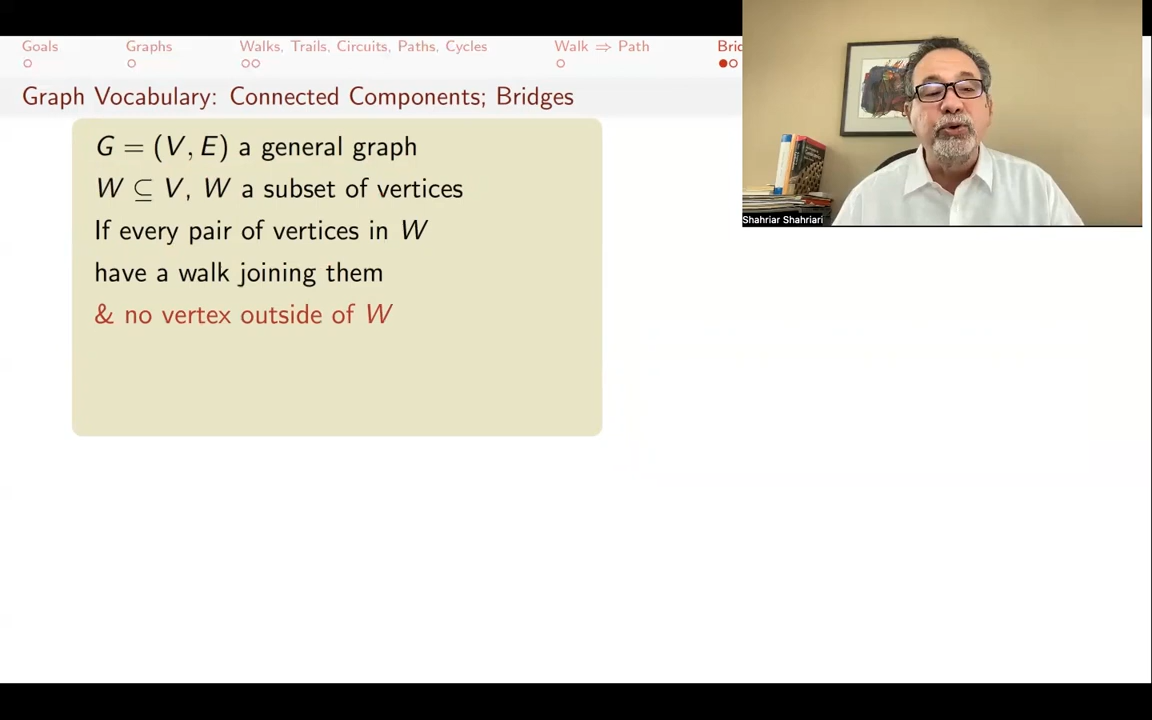 Goals Graphs Walks, Trails, Circuits, Paths, Cycles Walk ⇒ Path
Graph Vocabulary: Connected Components; Bridges
G = (V, E) a general graph
W ⊆ V, W a subset of vertices
If every pair of vertices in W
have a walk joining them
& no vertex outside of W
Shahriar Shahriari